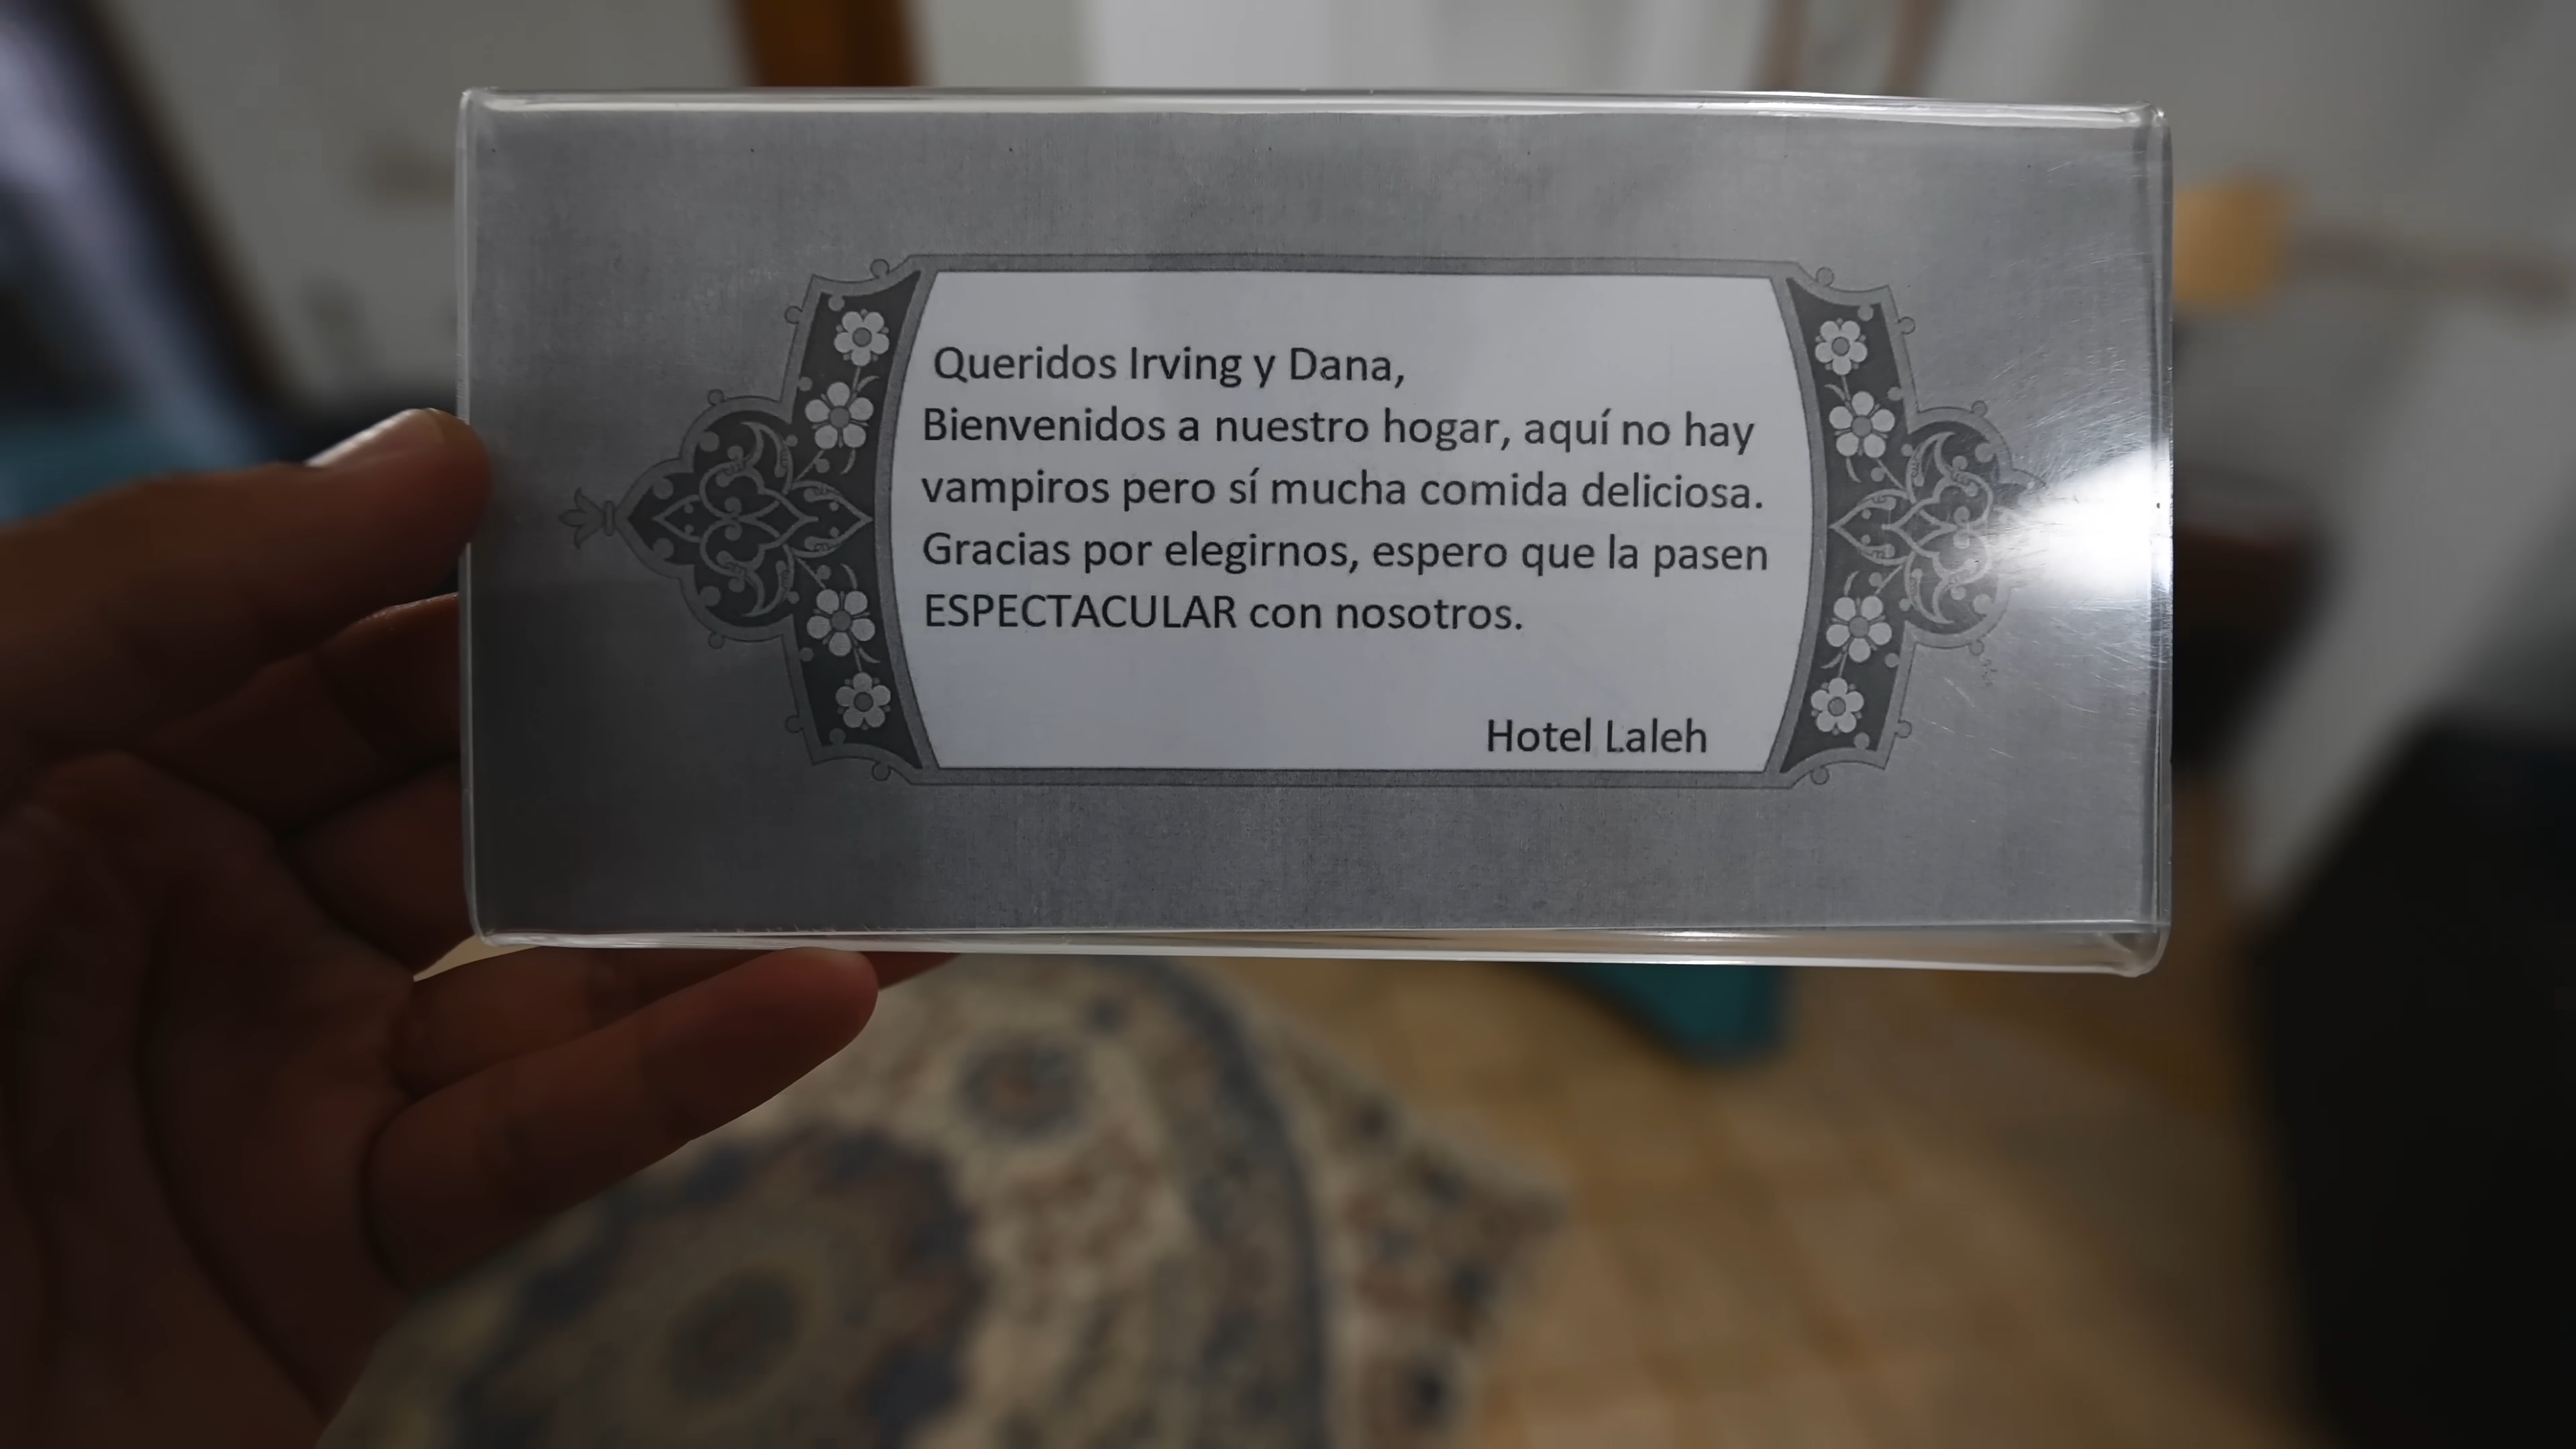 Queridos Irving y Dana,
Bienvenidos a nuestro hogar, aquí no hay
vampiros pero sí mucha comida deliciosa.
Gracias por elegirnos, espero que la pasen
ESPECTACULAR con nosotros.
Hotel Laleh